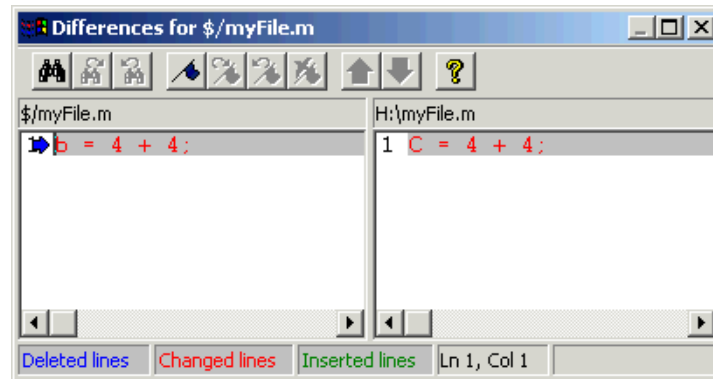 Differences for $/myFile.m
$/myFile.m
H:\myFile.m
1 b = 4 + 4;
1 C = 4 + 4;
Deleted lines
Changed lines
Inserted lines
Ln 1, Col 1